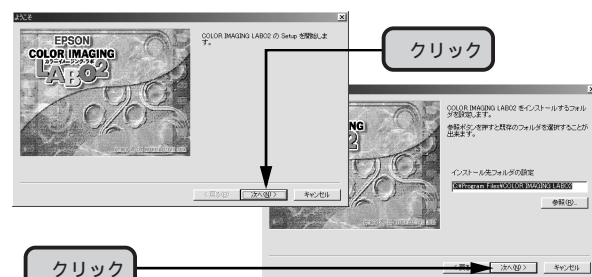 ようこそ
EPSON
COLOR IMAGING
カラーイメージング・ラボ
LABO2
COLOR IMAGING LABO2 の Setup を開始しま
す。
クリック
< 戻る(B)
次へ(N) >
キャンセル
NG
2
COLOR IMAGING LABO2 をインストールするフォル
ダを設定します。
参照ボタンを押すと既存のフォルダを選択することが
出来ます。
インストール先フォルダの設定
C:¥Program Files¥COLOR IMAGING LABO2
参照(R)...
< 戻る
次へ(N) >
キャンセル
クリック